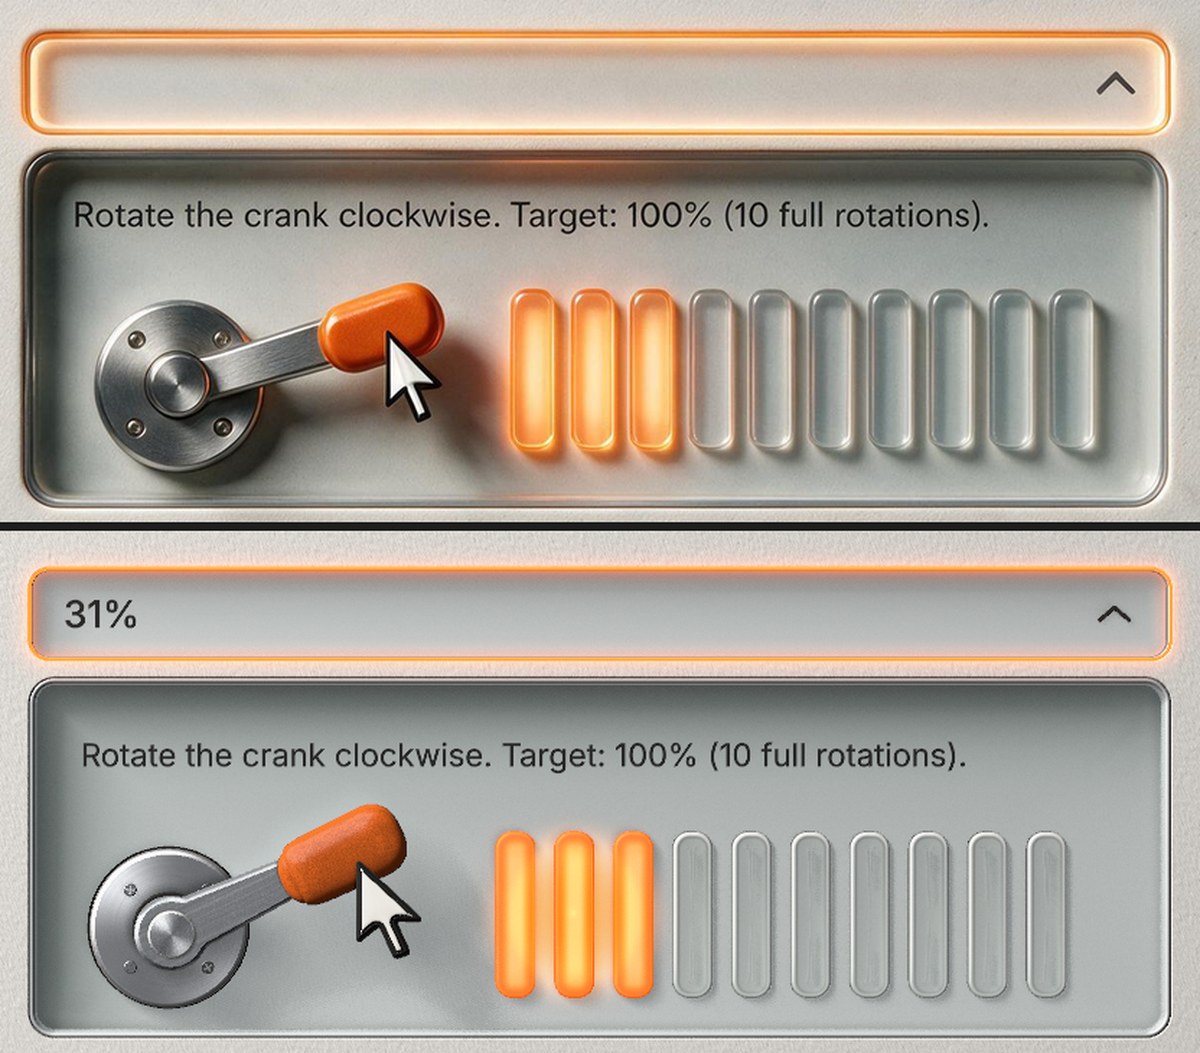 Rotate the crank clockwise. Target: 100% (10 full rotations).
31%
Rotate the crank clockwise. Target: 100% (10 full rotations).